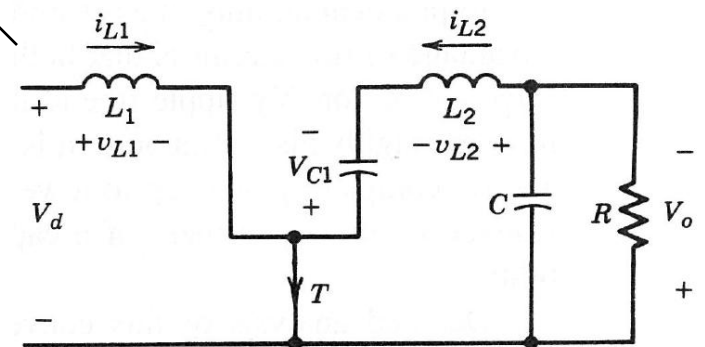 i_{L1} i_{L2}
+ L_1 L_2
+ v_{L1} − − V_{C1} + − v_{L2} + −
V_d C R V_o
T +
−